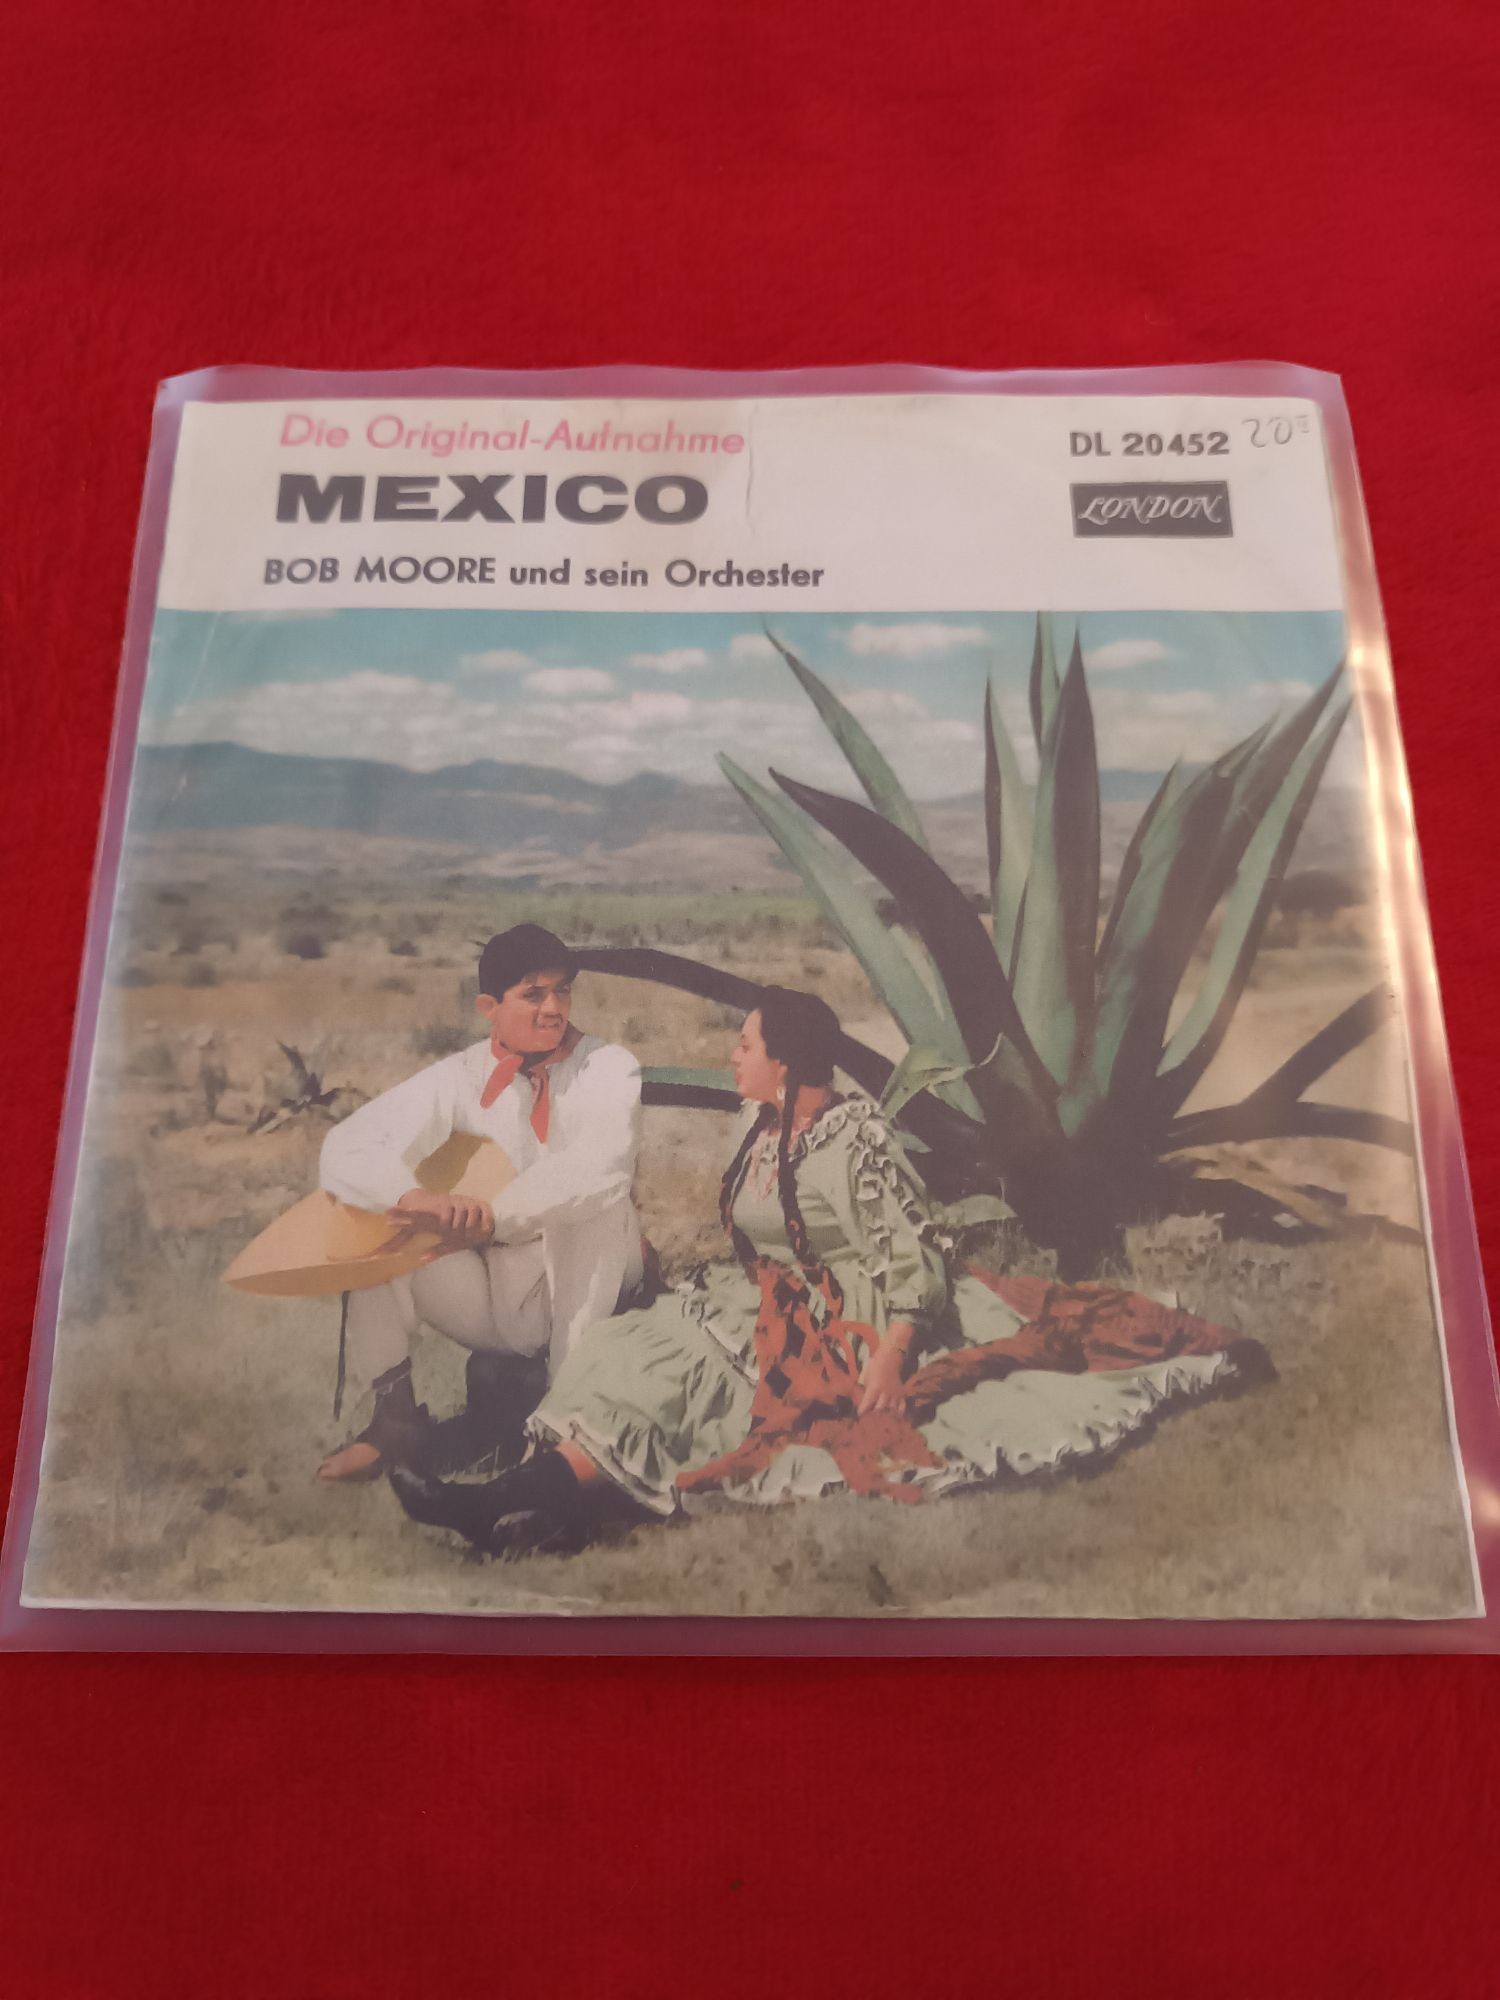 Die Original-Aufnahme
MEXICO
BOB MOORE und sein Orchester
DL 20452
LONDON